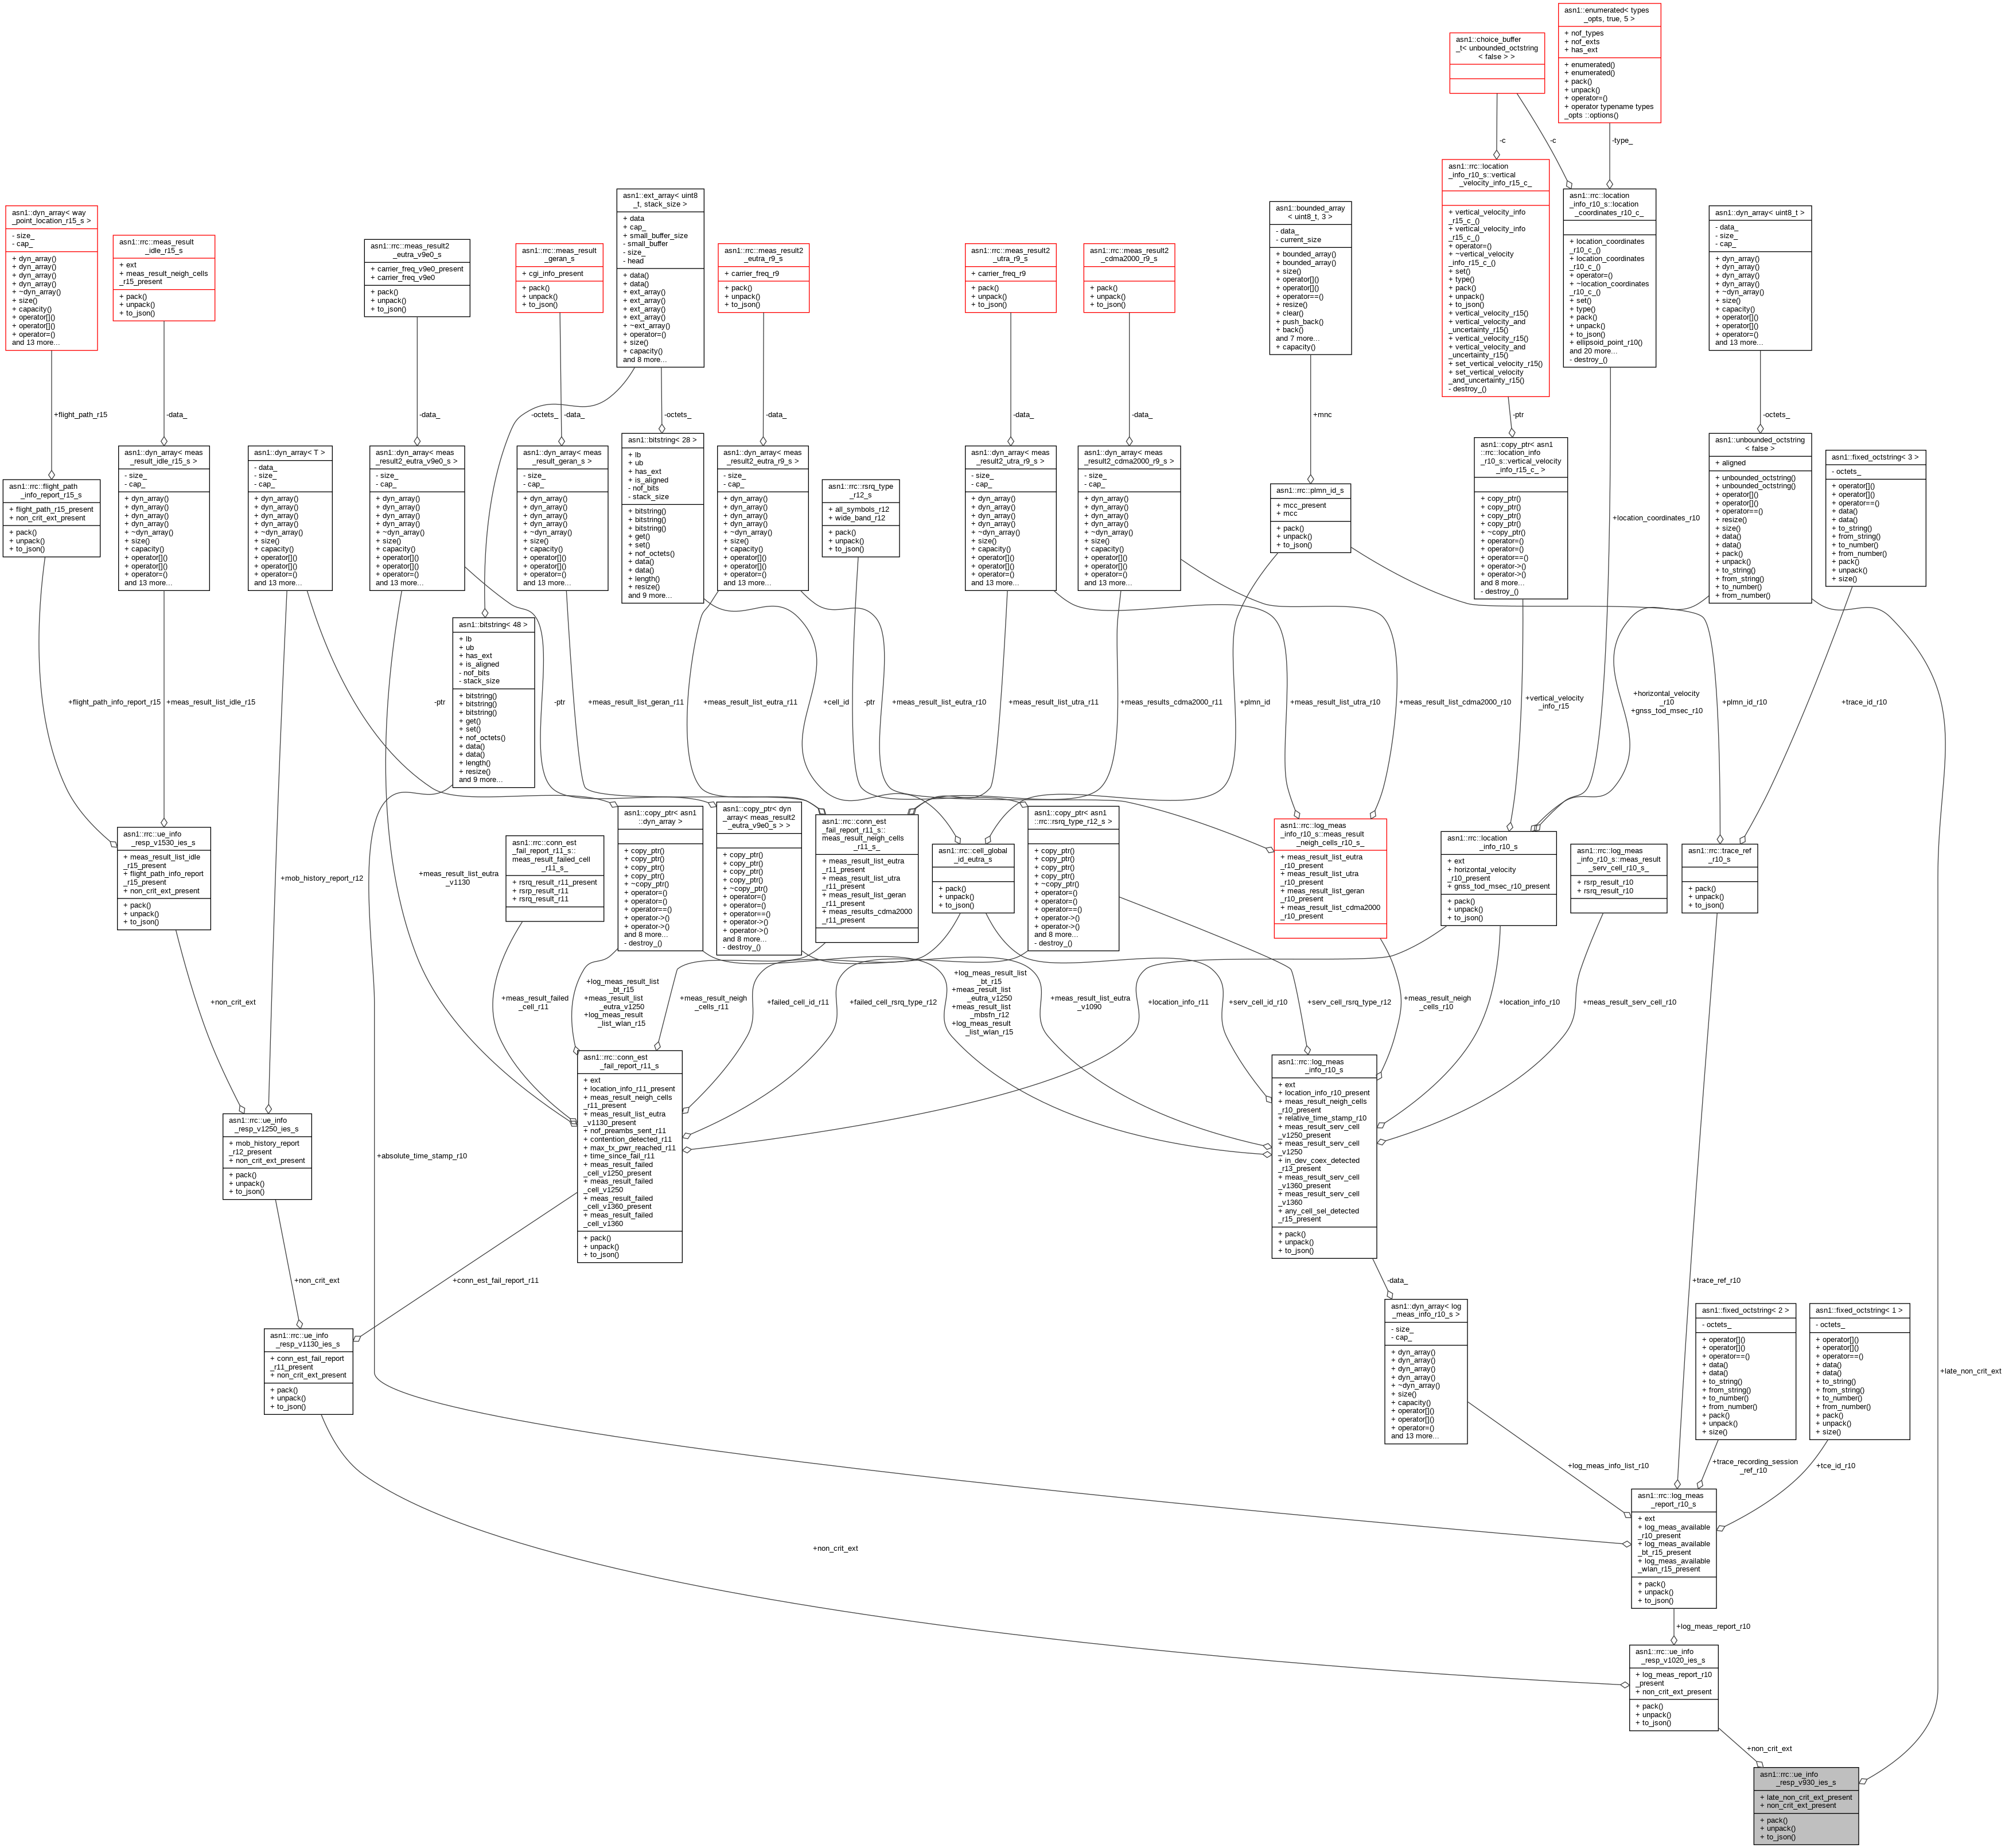 asn1::enumerated< types
_opts, true, 5 >
+ nof_types
+ nof_exts
+ has_ext
+ enumerated()
+ enumerated()
+ pack()
+ unpack()
+ operator=()
+ operator typename types
_opts ::options()
asn1::choice_buffer
_t< unbounded_octstring
< false > >
-c
-c
-type_
asn1::rrc::location
_info_r10_s::vertical
_velocity_info_r15_c_
+ vertical_velocity_info
_r15_c_()
+ vertical_velocity_info
_r15_c_()
+ operator=()
+ ~vertical_velocity
_info_r15_c_()
+ set()
+ type()
+ pack()
+ unpack()
+ to_json()
+ vertical_velocity_r15()
+ vertical_velocity_and
_uncertainty_r15()
+ vertical_velocity_r15()
+ vertical_velocity_and
_uncertainty_r15()
+ set_vertical_velocity_r15()
+ set_vertical_velocity
_and_uncertainty_r15()
- destroy_()
asn1::rrc::location
_info_r10_s::location
_coordinates_r10_c_
+ location_coordinates
_r10_c_()
+ location_coordinates
_r10_c_()
+ operator=()
+ ~location_coordinates
_r10_c_()
+ set()
+ type()
+ pack()
+ unpack()
+ to_json()
+ ellipsoid_point_r10()
and 20 more...
- destroy_()
asn1::dyn_array< uint8_t >
- data_
- size_
- cap_
+ dyn_array()
+ dyn_array()
+ dyn_array()
+ dyn_array()
+ ~dyn_array()
+ size()
+ capacity()
+ operator[]()
+ operator[]()
+ operator=()
and 13 more...
asn1::bounded_array
< uint8_t, 3 >
- data_
- current_size
+ bounded_array()
+ bounded_array()
+ size()
+ operator[]()
+ operator[]()
+ operator==()
+ resize()
+ clear()
+ push_back()
+ back()
and 7 more...
+ capacity()
asn1::ext_array< uint8
_t, stack_size >
+ data
+ cap_
+ small_buffer_size
- small_buffer
- size_
- head
+ data()
+ data()
+ ext_array()
+ ext_array()
+ ext_array()
+ ext_array()
+ ~ext_array()
+ operator=()
+ size()
+ capacity()
and 8 more...
asn1::dyn_array< way
_point_location_r15_s >
- size_
- cap_
+ dyn_array()
+ dyn_array()
+ dyn_array()
+ dyn_array()
+ ~dyn_array()
+ size()
+ capacity()
+ operator[]()
+ operator[]()
+ operator=()
and 13 more...
asn1::rrc::meas_result
_idle_r15_s
+ ext
+ meas_result_neigh_cells
_r15_present
+ pack()
+ unpack()
+ to_json()
asn1::rrc::meas_result2
_eutra_v9e0_s
+ carrier_freq_v9e0_present
+ carrier_freq_v9e0
+ pack()
+ unpack()
+ to_json()
asn1::rrc::meas_result
_geran_s
+ cgi_info_present
+ pack()
+ unpack()
+ to_json()
asn1::rrc::meas_result2
_eutra_r9_s
+ carrier_freq_r9
+ pack()
+ unpack()
+ to_json()
asn1::rrc::meas_result2
_utra_r9_s
+ carrier_freq_r9
+ pack()
+ unpack()
+ to_json()
asn1::rrc::meas_result2
_cdma2000_r9_s
+ pack()
+ unpack()
+ to_json()
+flight_path_r15
-data_
-data_
-octets_
-data_
-octets_
-data_
-data_
-data_
+mnc
-ptr
+location_coordinates_r10
-octets_
asn1::rrc::flight_path
_info_report_r15_s
+ flight_path_r15_present
+ non_crit_ext_present
+ pack()
+ unpack()
+ to_json()
asn1::dyn_array< meas
_result_idle_r15_s >
- size_
- cap_
+ dyn_array()
+ dyn_array()
+ dyn_array()
+ dyn_array()
+ ~dyn_array()
+ size()
+ capacity()
+ operator[]()
+ operator[]()
+ operator=()
and 13 more...
asn1::dyn_array< T >
- data_
- size_
- cap_
+ dyn_array()
+ dyn_array()
+ dyn_array()
+ dyn_array()
+ ~dyn_array()
+ size()
+ capacity()
+ operator[]()
+ operator[]()
+ operator=()
and 13 more...
asn1::dyn_array< meas
_result2_eutra_v9e0_s >
- size_
- cap_
+ dyn_array()
+ dyn_array()
+ dyn_array()
+ dyn_array()
+ ~dyn_array()
+ size()
+ capacity()
+ operator[]()
+ operator[]()
+ operator=()
and 13 more...
asn1::dyn_array< meas
_result_geran_s >
- size_
- cap_
+ dyn_array()
+ dyn_array()
+ dyn_array()
+ dyn_array()
+ ~dyn_array()
+ size()
+ capacity()
+ operator[]()
+ operator[]()
+ operator=()
and 13 more...
asn1::bitstring< 28 >
+ lb
+ ub
+ has_ext
+ is_aligned
- nof_bits
- stack_size
+ bitstring()
+ bitstring()
+ bitstring()
+ get()
+ set()
+ nof_octets()
+ data()
+ data()
+ length()
+ resize()
and 9 more...
asn1::dyn_array< meas
_result2_eutra_r9_s >
- size_
- cap_
+ dyn_array()
+ dyn_array()
+ dyn_array()
+ dyn_array()
+ ~dyn_array()
+ size()
+ capacity()
+ operator[]()
+ operator[]()
+ operator=()
and 13 more...
asn1::rrc::rsrq_type
_r12_s
+ all_symbols_r12
+ wide_band_r12
+ pack()
+ unpack()
+ to_json()
asn1::dyn_array< meas
_result2_utra_r9_s >
- size_
- cap_
+ dyn_array()
+ dyn_array()
+ dyn_array()
+ dyn_array()
+ ~dyn_array()
+ size()
+ capacity()
+ operator[]()
+ operator[]()
+ operator=()
and 13 more...
asn1::dyn_array< meas
_result2_cdma2000_r9_s >
- size_
- cap_
+ dyn_array()
+ dyn_array()
+ dyn_array()
+ dyn_array()
+ ~dyn_array()
+ size()
+ capacity()
+ operator[]()
+ operator[]()
+ operator=()
and 13 more...
asn1::rrc::plmn_id_s
+ mcc_present
+ mcc
+ pack()
+ unpack()
+ to_json()
asn1::copy_ptr< asn1
::rrc::location_info
_r10_s::vertical_velocity
_info_r15_c_ >
+ copy_ptr()
+ copy_ptr()
+ copy_ptr()
+ copy_ptr()
+ ~copy_ptr()
+ operator=()
+ operator=()
+ operator==()
+ operator->()
+ operator->()
and 8 more...
- destroy_()
asn1::unbounded_octstring
< false >
+ aligned
+ unbounded_octstring()
+ unbounded_octstring()
+ operator[]()
+ operator[]()
+ operator==()
+ resize()
+ size()
+ data()
+ data()
+ pack()
+ unpack()
+ to_string()
+ from_string()
+ to_number()
+ from_number()
asn1::fixed_octstring< 3 >
- octets_
+ operator[]()
+ operator[]()
+ operator==()
+ data()
+ data()
+ to_string()
+ from_string()
+ to_number()
+ from_number()
+ pack()
+ unpack()
+ size()
asn1::bitstring< 48 >
+ lb
+ ub
+ has_ext
+ is_aligned
- nof_bits
- stack_size
+ bitstring()
+ bitstring()
+ bitstring()
+ get()
+ set()
+ nof_octets()
+ data()
+ data()
+ length()
+ resize()
and 9 more...
+flight_path_info_report_r15
+meas_result_list_idle_r15
-ptr
-ptr
+meas_result_list_geran_r11
+meas_result_list_eutra_r11
+cell_id
-ptr
+meas_result_list_eutra_r10
+meas_result_list_utra_r11
+meas_results_cdma2000_r11
+plmn_id
+meas_result_list_utra_r10
+meas_result_list_cdma2000_r10
+vertical_velocity
_info_r15
+horizontal_velocity
_r10
+gnss_tod_msec_r10
+plmn_id_r10
+trace_id_r10
asn1::rrc::ue_info
_resp_v1530_ies_s
+ meas_result_list_idle
_r15_present
+ flight_path_info_report
_r15_present
+ non_crit_ext_present
+ pack()
+ unpack()
+ to_json()
+mob_history_report_r12
+meas_result_list_eutra
_v1130
asn1::rrc::conn_est
_fail_report_r11_s::
meas_result_failed_cell
_r11_s_
+ rsrq_result_r11_present
+ rsrp_result_r11
+ rsrq_result_r11
asn1::copy_ptr< asn1
::dyn_array >
+ copy_ptr()
+ copy_ptr()
+ copy_ptr()
+ copy_ptr()
+ ~copy_ptr()
+ operator=()
+ operator=()
+ operator==()
+ operator->()
+ operator->()
and 8 more...
- destroy_()
asn1::copy_ptr< dyn
_array< meas_result2
_eutra_v9e0_s > >
+ copy_ptr()
+ copy_ptr()
+ copy_ptr()
+ copy_ptr()
+ ~copy_ptr()
+ operator=()
+ operator=()
+ operator==()
+ operator->()
+ operator->()
and 8 more...
- destroy_()
asn1::rrc::conn_est
_fail_report_r11_s::
meas_result_neigh_cells
_r11_s_
+ meas_result_list_eutra
_r11_present
+ meas_result_list_utra
_r11_present
+ meas_result_list_geran
_r11_present
+ meas_results_cdma2000
_r11_present
asn1::rrc::cell_global
_id_eutra_s
+ pack()
+ unpack()
+ to_json()
asn1::copy_ptr< asn1
::rrc::rsrq_type_r12_s >
+ copy_ptr()
+ copy_ptr()
+ copy_ptr()
+ copy_ptr()
+ ~copy_ptr()
+ operator=()
+ operator=()
+ operator==()
+ operator->()
+ operator->()
and 8 more...
- destroy_()
asn1::rrc::log_meas
_info_r10_s::meas_result
_neigh_cells_r10_s_
+ meas_result_list_eutra
_r10_present
+ meas_result_list_utra
_r10_present
+ meas_result_list_geran
_r10_present
+ meas_result_list_cdma2000
_r10_present
asn1::rrc::location
_info_r10_s
+ ext
+ horizontal_velocity
_r10_present
+ gnss_tod_msec_r10_present
+ pack()
+ unpack()
+ to_json()
asn1::rrc::log_meas
_info_r10_s::meas_result
_serv_cell_r10_s_
+ rsrp_result_r10
+ rsrq_result_r10
asn1::rrc::trace_ref
_r10_s
+ pack()
+ unpack()
+ to_json()
+non_crit_ext
+meas_result_failed
_cell_r11
+log_meas_result_list
_bt_r15
+meas_result_list
_eutra_v1250
+log_meas_result
_list_wlan_r15
+meas_result_neigh
_cells_r11
+failed_cell_id_r11
+failed_cell_rsrq_type_r12
+log_meas_result_list
_bt_r15
+meas_result_list
_eutra_v1250
+meas_result_list
_mbsfn_r12
+log_meas_result
_list_wlan_r15
+meas_result_list_eutra
_v1090
+location_info_r11
+serv_cell_id_r10
+serv_cell_rsrq_type_r12
+meas_result_neigh
_cells_r10
+location_info_r10
+meas_result_serv_cell_r10
asn1::rrc::ue_info
_resp_v1250_ies_s
+ mob_history_report
_r12_present
+ non_crit_ext_present
+ pack()
+ unpack()
+ to_json()
+absolute_time_stamp_r10
asn1::rrc::conn_est
_fail_report_r11_s
+ ext
+ location_info_r11_present
+ meas_result_neigh_cells
_r11_present
+ meas_result_list_eutra
_v1130_present
+ nof_preambs_sent_r11
+ contention_detected_r11
+ max_tx_pwr_reached_r11
+ time_since_fail_r11
+ meas_result_failed
_cell_v1250_present
+ meas_result_failed
_cell_v1250
+ meas_result_failed
_cell_v1360_present
+ meas_result_failed
_cell_v1360
+ pack()
+ unpack()
+ to_json()
asn1::rrc::log_meas
_info_r10_s
+ ext
+ location_info_r10_present
+ meas_result_neigh_cells
_r10_present
+ relative_time_stamp_r10
+ meas_result_serv_cell
_v1250_present
+ meas_result_serv_cell
_v1250
+ in_dev_coex_detected
_r13_present
+ meas_result_serv_cell
_v1360_present
+ meas_result_serv_cell
_v1360
+ any_cell_sel_detected
_r15_present
+ pack()
+ unpack()
+ to_json()
+non_crit_ext
+conn_est_fail_report_r11
-data_
+trace_ref_r10
asn1::rrc::ue_info
_resp_v1130_ies_s
+ conn_est_fail_report
_r11_present
+ non_crit_ext_present
+ pack()
+ unpack()
+ to_json()
asn1::dyn_array< log
_meas_info_r10_s >
- size_
- cap_
+ dyn_array()
+ dyn_array()
+ dyn_array()
+ dyn_array()
+ ~dyn_array()
+ size()
+ capacity()
+ operator[]()
+ operator[]()
+ operator=()
and 13 more...
asn1::fixed_octstring< 2 >
- octets_
+ operator[]()
+ operator[]()
+ operator==()
+ data()
+ data()
+ to_string()
+ from_string()
+ to_number()
+ from_number()
+ pack()
+ unpack()
+ size()
asn1::fixed_octstring< 1 >
- octets_
+ operator[]()
+ operator[]()
+ operator==()
+ data()
+ data()
+ to_string()
+ from_string()
+ to_number()
+ from_number()
+ pack()
+ unpack()
+ size()
+late_non_crit_ext
+log_meas_info_list_r10
+trace_recording_session
_ref_r10
+tce_id_r10
+non_crit_ext
asn1::rrc::log_meas
_report_r10_s
+ ext
+ log_meas_available
_r10_present
+ log_meas_available
_bt_r15_present
+ log_meas_available
_wlan_r15_present
+ pack()
+ unpack()
+ to_json()
+log_meas_report_r10
asn1::rrc::ue_info
_resp_v1020_ies_s
+ log_meas_report_r10
_present
+ non_crit_ext_present
+ pack()
+ unpack()
+ to_json()
+non_crit_ext
asn1::rrc::ue_info
_resp_v930_ies_s
+ late_non_crit_ext_present
+ non_crit_ext_present
+ pack()
+ unpack()
+ to_json()